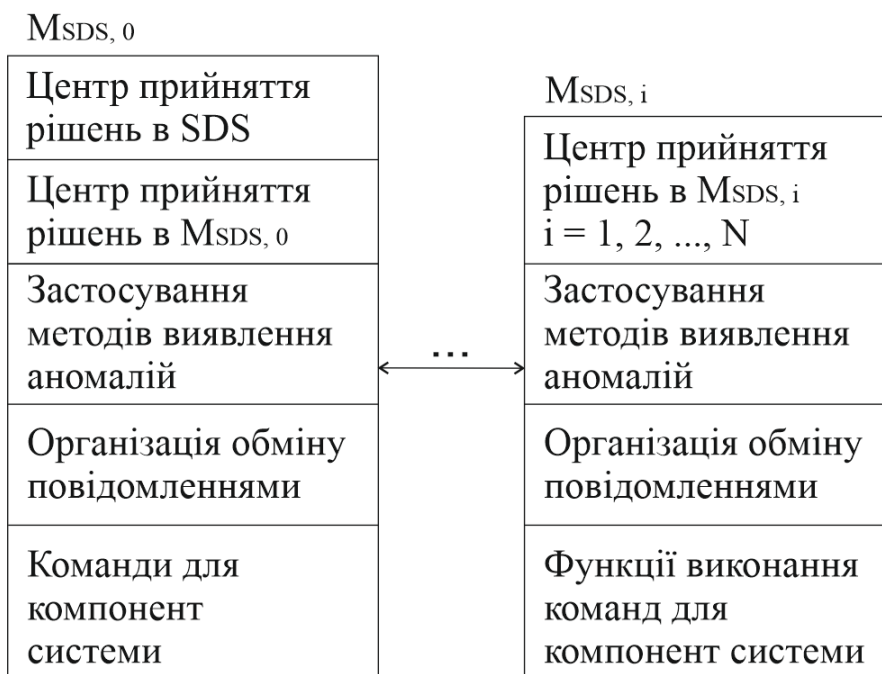 MSDS, 0
Центр прийняття
рішень в SDS
Центр прийняття
рішень в MSDS, 0
Застосування
методів виявлення
аномалій
Організація обміну
повідомленнями
Команди для
компонент
системи
...
MSDS, i
Центр прийняття
рішень в MSDS, i
i = 1, 2, ..., N
Застосування
методів виявлення
аномалій
Організація обміну
повідомленнями
Функції виконання
команд для
компонент системи